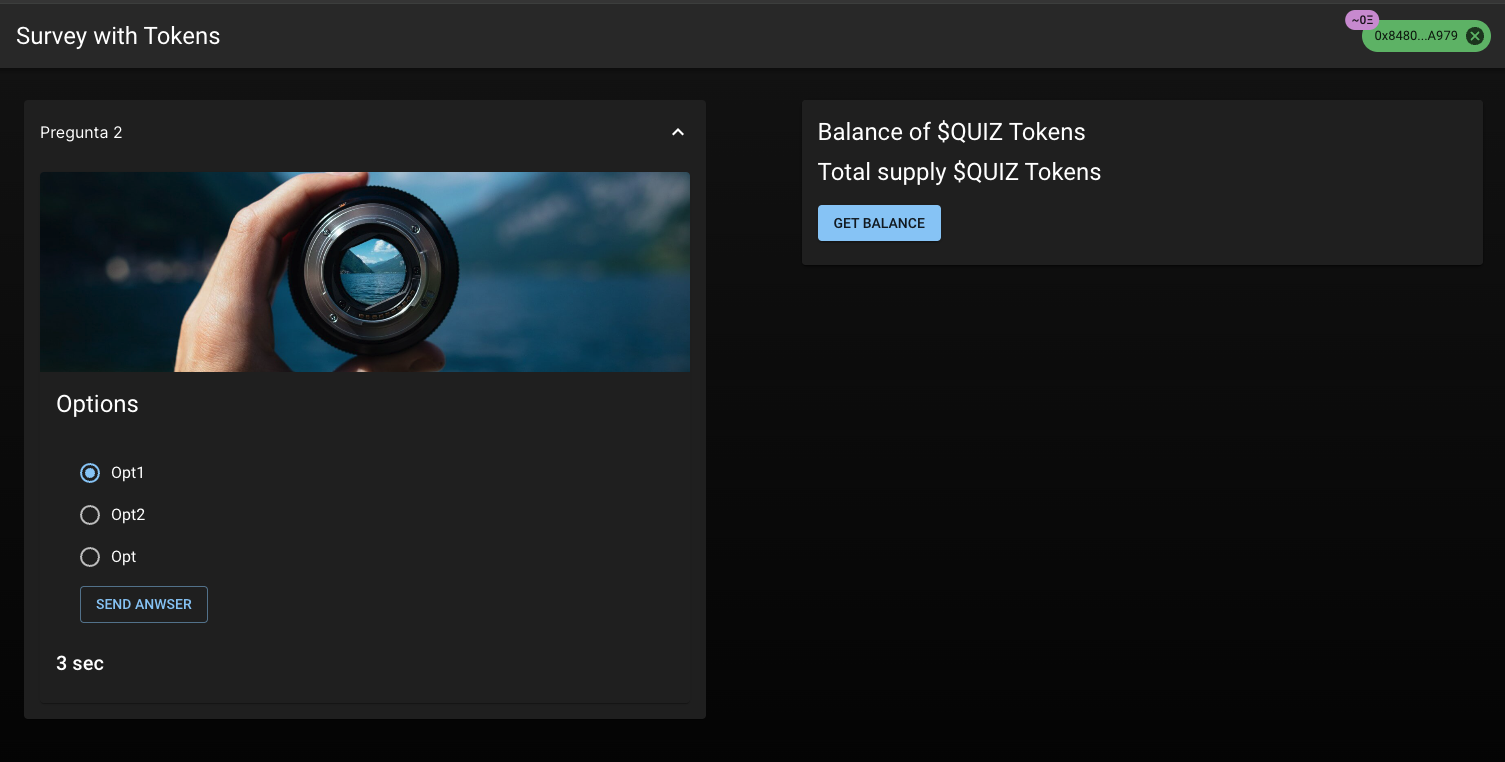 Survey with Tokens
~0Ξ
0x8480...A979
Pregunta 2
Options
Opt1
Opt2
Opt
SEND ANWSER
3 sec
Balance of $QUIZ Tokens
Total supply $QUIZ Tokens
GET BALANCE